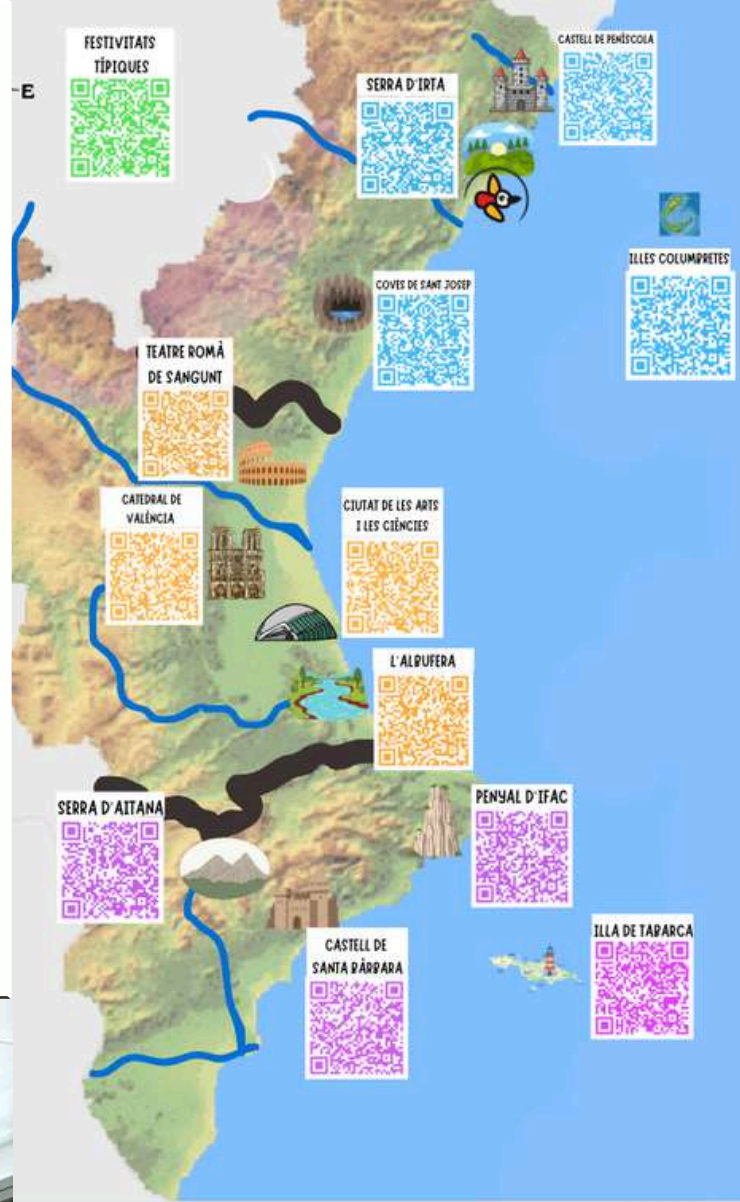 FESTIVITATS
TÍPIQUES
E
CASTELL DE PENÍSCOLA
SERRA D'IRTA
ILLES COLUMBRETES
COVES DE SANT JOSEP
TEATRE ROMÀ
DE SANGUNT
CATEDRAL DE
VALÉNCIA
CIUTAT DE LES ARTS
I LES CIÈNCIES
L'ALBUFERA
SERRA D'AITANA
PENYAL D'IFAC
CASTELL DE
SANTA BÀRBARA
ILLA DE TABARCA